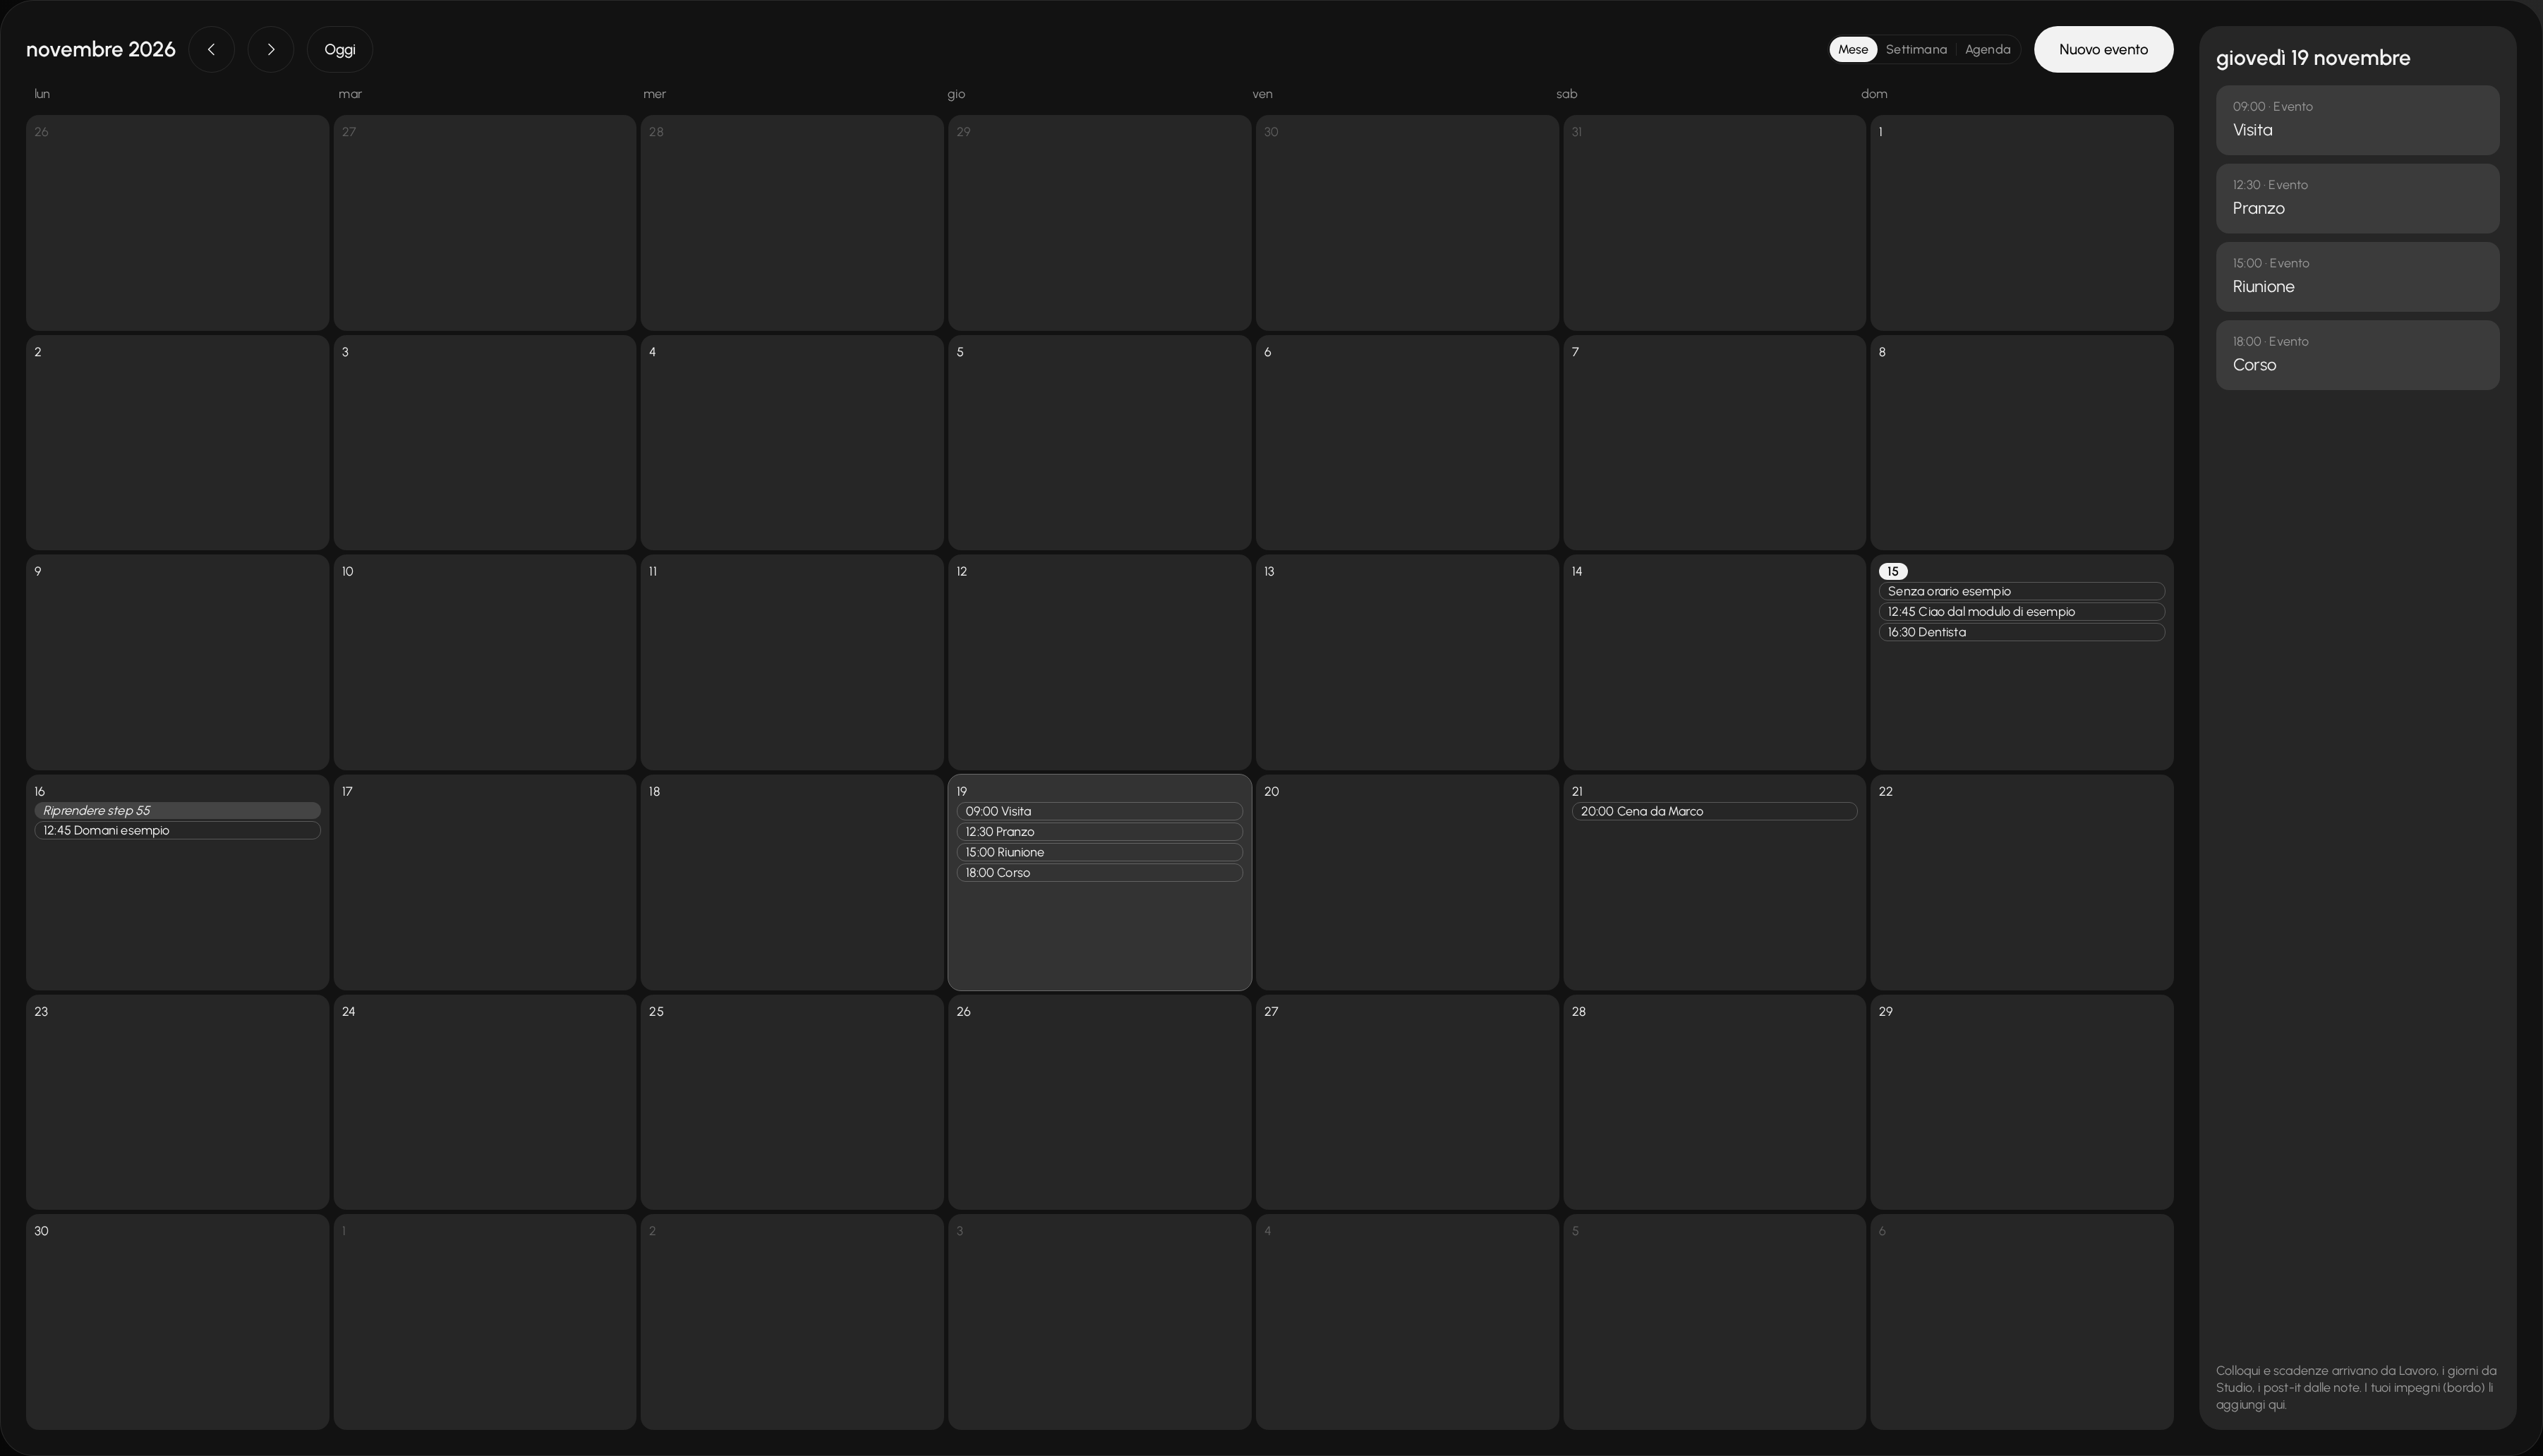 novembre 2026
Oggi
Mese Settimana Agenda
Nuovo evento
lun mar mer gio ven sab dom
26 27 28 29 30 31 1
2 3 4 5 6 7 8
9 10 11 12 13 14 15
Senza orario esempio
12:45 Ciao dal modulo di esempio
16:30 Dentista
16 17 18 19 20 21 22
Riprendere step 55
12:45 Domani esempio
09:00 Visita
12:30 Pranzo
15:00 Riunione
18:00 Corso
20:00 Cena da Marco
23 24 25 26 27 28 29
30 1 2 3 4 5 6
giovedì 19 novembre
09:00 · Evento
Visita
12:30 · Evento
Pranzo
15:00 · Evento
Riunione
18:00 · Evento
Corso
Colloqui e scadenze arrivano da Lavoro, i giorni da
Studio, i post-it dalle note. I tuoi impegni (bordo) li
aggiungi qui.